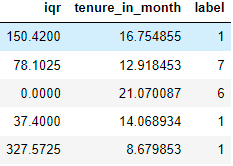 iqr tenure_in_month label
150.4200 16.754855 1
78.1025 12.918453 7
0.0000 21.070087 6
37.4000 14.068934 1
327.5725 8.679853 1